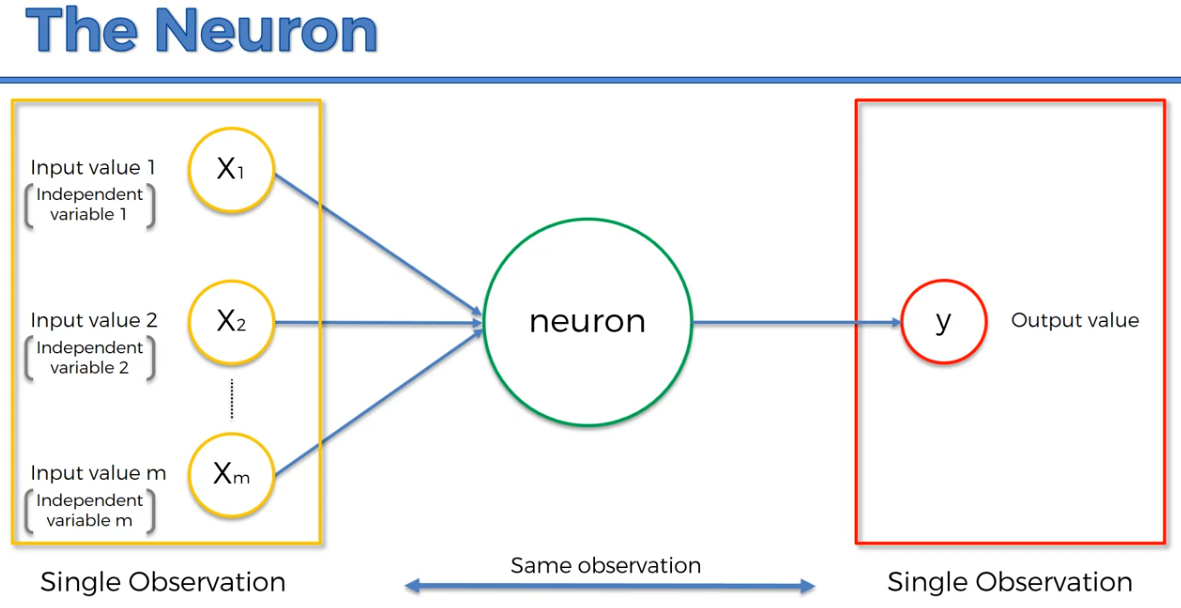 The Neuron
Input value 1
Independent
variable 1
X1
Input value 2
Independent
variable 2
X2
Input value m
Independent
variable m
Xm
neuron
y
Output value
Single Observation
Same observation
Single Observation